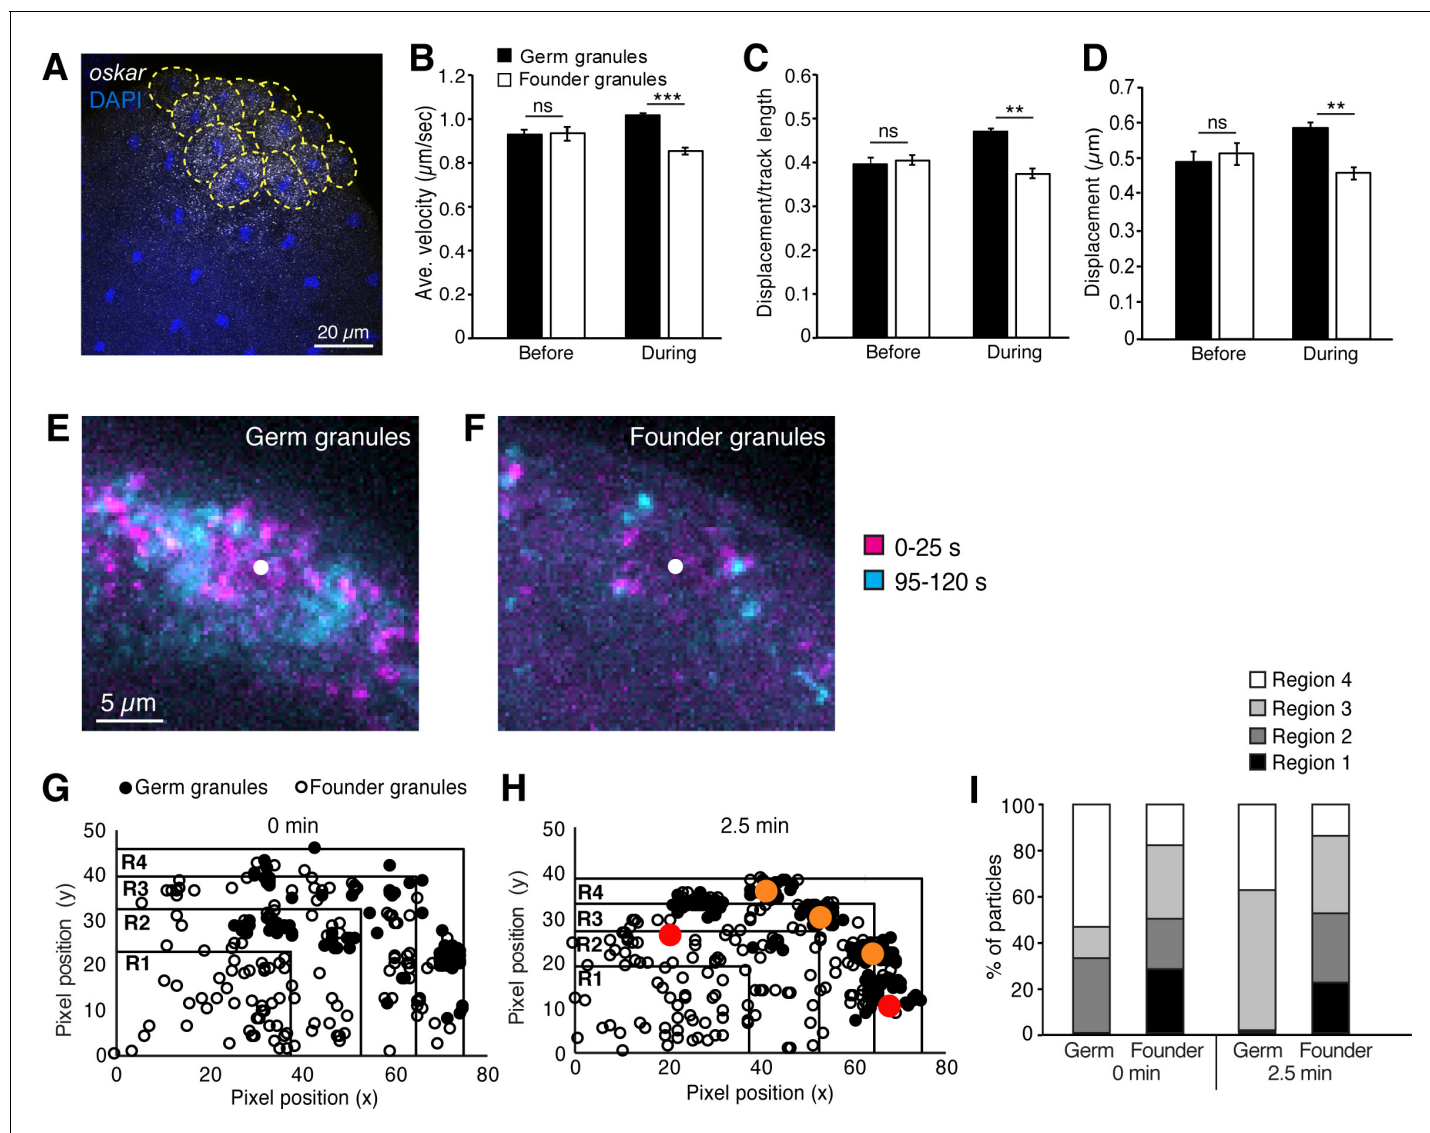 A
oskar
DAPI
20 µm
B
Germ granules
Founder granules
Ave. velocity (µm/sec)
1.2
1.0
0.8
0.6
0.4
0.2
0
ns
***
Before
During
C
Displacement/track length
0.6
0.5
0.4
0.3
0.2
0.1
0
ns
**
Before
During
D
Displacement (µm)
0.7
0.6
0.5
0.4
0.3
0.2
0.1
0
ns
**
Before
During
E
Germ granules
5 µm
F
Founder granules
0-25 s
95-120 s
G
Germ granules
Founder granules
0 min
Pixel position (y)
50
40
30
20
10
0
R4
R3
R2
R1
0
20
40
60
80
Pixel position (x)
H
2.5 min
Pixel position (y)
50
40
30
20
10
0
R4
R3
R2
R1
0
20
40
60
80
Pixel position (x)
Region 4
Region 3
Region 2
Region 1
I
% of particles
100
80
60
40
20
0
Germ Founder
0 min
Germ Founder
2.5 min